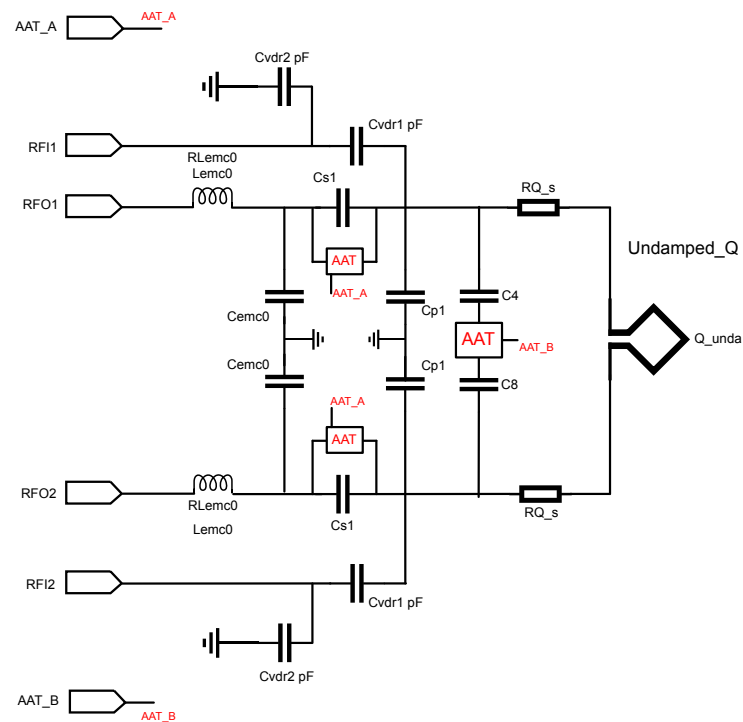 AAT_A
AAT_A
Cvdr2 pF
Cvdr1 pF
RFI1
RLemc0
Lemc0
Cs1
RQ_s
RFO1
Undamped_Q
AAT
AAT_A
C4
Cemc0
Cp1
AAT
AAT_B
Q_unda
Cemc0
Cp1
C8
AAT_A
AAT
RFO2
RLemc0
Lemc0
Cs1
RQ_s
RFI2
Cvdr1 pF
Cvdr2 pF
AAT_B
AAT_B